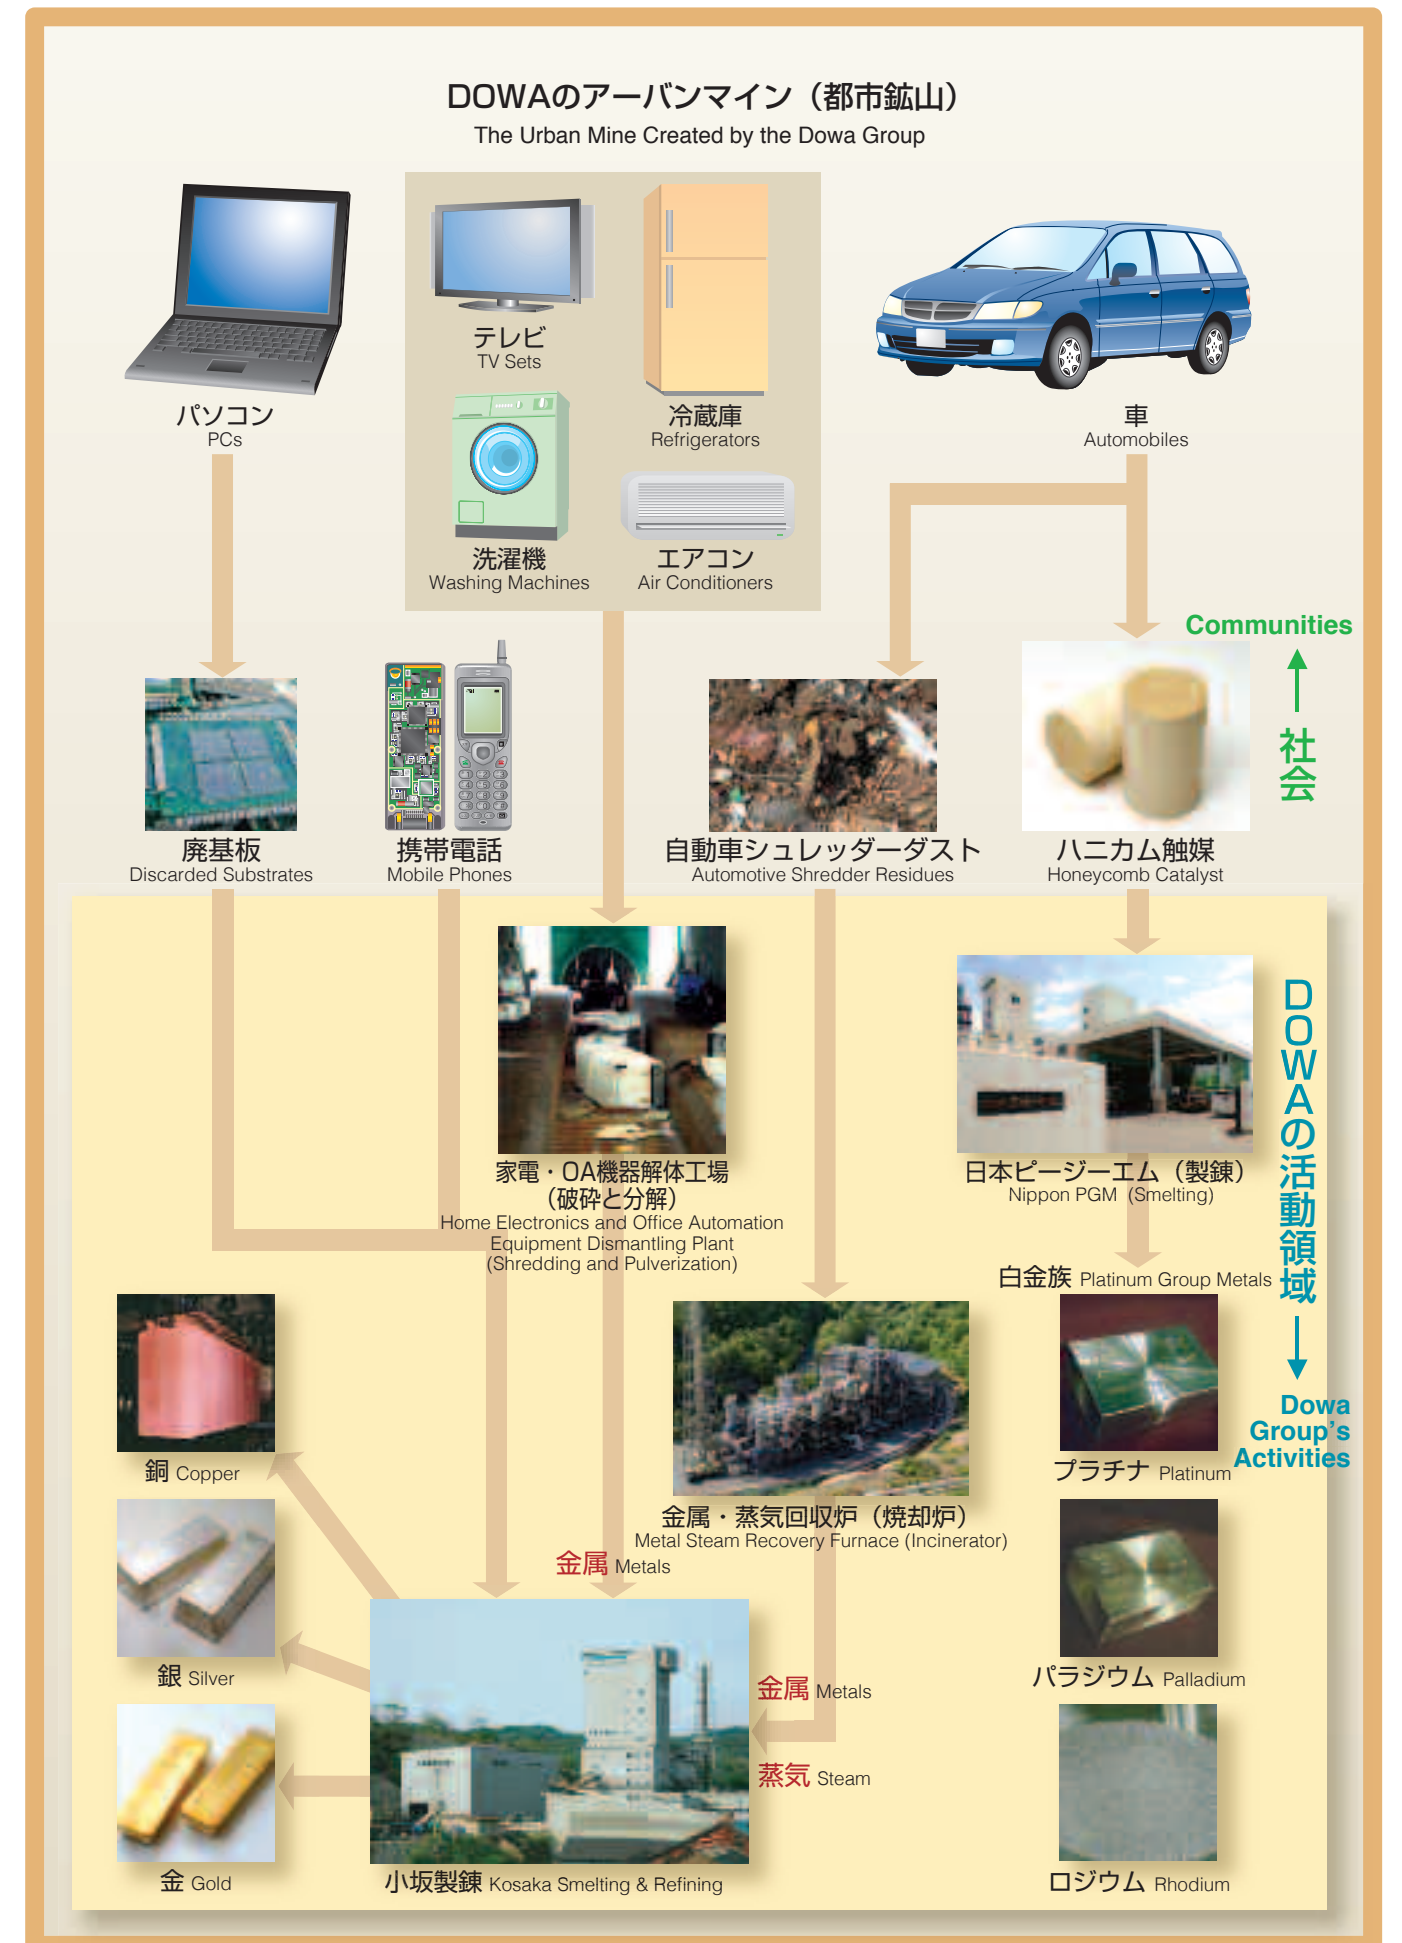 DOWAのアーバンマイン（都市鉱山）
The Urban Mine Created by the Dowa Group
テレビ
TV Sets
パソコン
PCs
冷蔵庫
Refrigerators
車
Automobiles
洗濯機
Washing Machines
エアコン
Air Conditioners
Communities
社会
廃基板
Discarded Substrates
携帯電話
Mobile Phones
自動車シュレッダーダスト
Automotive Shredder Residues
ハニカム触媒
Honeycomb Catalyst
DOWAの活動領域
家電・OA機器解体工場
（破砕と分解）
Home Electronics and Office Automation
Equipment Dismantling Plant
(Shredding and Pulverization)
日本ピージーエム（製錬）
Nippon PGM (Smelting)
白金族 Platinum Group Metals
Dowa
Group's
Activities
銅 Copper
プラチナ Platinum
金属・蒸気回収炉（焼却炉）
Metal Steam Recovery Furnace (Incinerator)
金属 Metals
銀 Silver
パラジウム Palladium
金属 Metals
蒸気 Steam
金 Gold
小坂製錬 Kosaka Smelting & Refining
ロジウム Rhodium